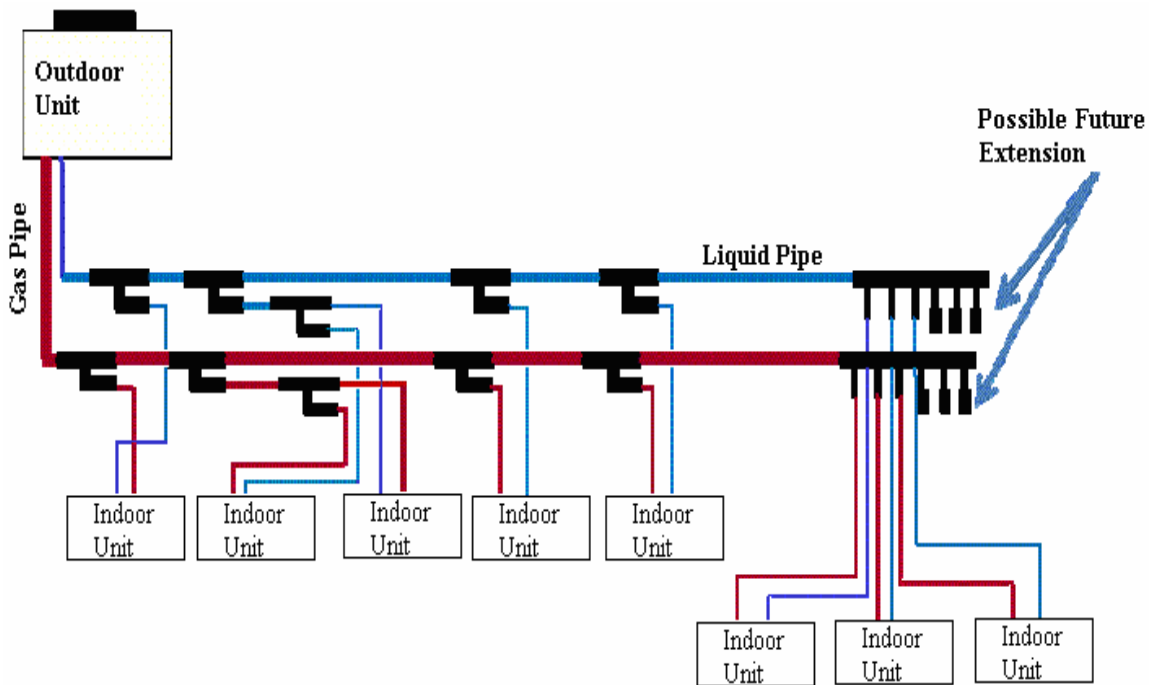 Outdoor
Unit
Possible Future
Extension
Gas Pipe
Liquid Pipe
Indoor
Unit
Indoor
Unit
Indoor
Unit
Indoor
Unit
Indoor
Unit
Indoor
Unit
Indoor
Unit
Indoor
Unit